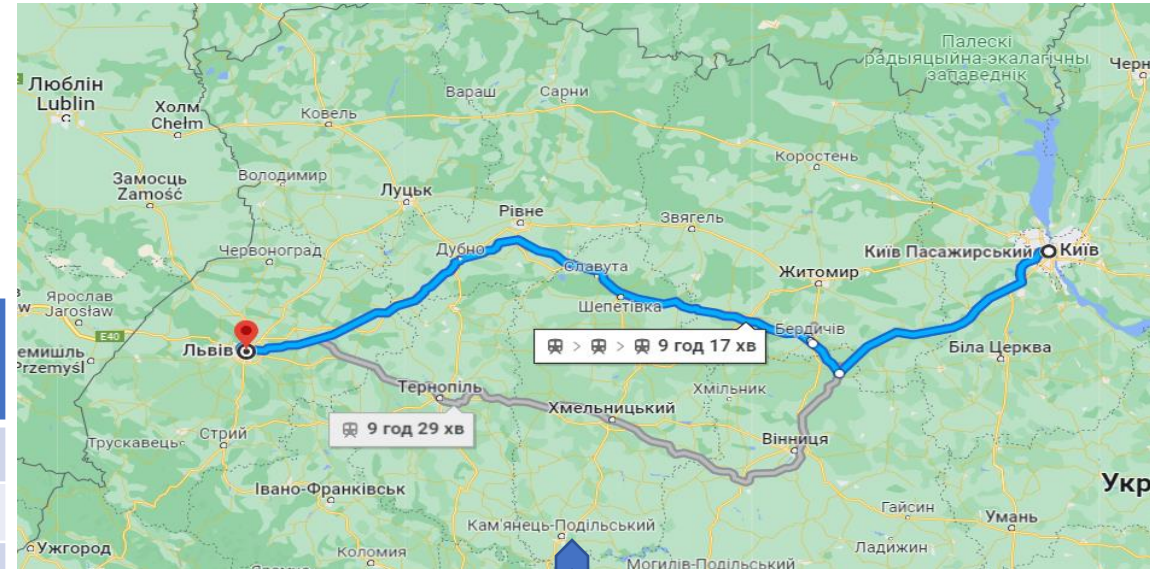 Палескі
радыяцыйна-экалагічны
запаведнік
Черн
Люблін
Lublin
Холм
Chełm
Вараш
Сарни
Ковель
Коростень
Замосць
Zamość
Володимир
Луцьк
Рівне
Звягель
Червоноград
Дубно
Славута
Київ Пасажирський
Київ
Житомир
Шепетівка
Ярослав
Jarosław
E40
емишль
Przemyśl
Львів
9 год 17 хв
Бердичів
Біла Церква
Тернопіль
Хмільник
9 год 29 хв
Хмельницький
Трускавець
Стрий
Вінниця
Укр
Івано-Франківськ
Гайсин
Умань
Кам'янець-Подільський
Ладижин
Ужгород
Коломия
Могилів-Подільський